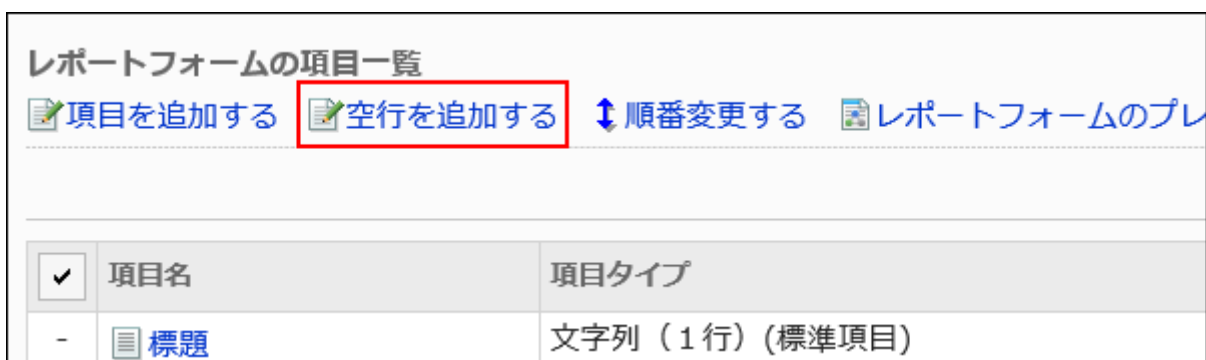 レポートフォームの項目一覧
項目を追加する 空行を追加する 順番変更する レポートフォームのプレ
項目名 項目タイプ
- 標題 文字列（１行）(標準項目)